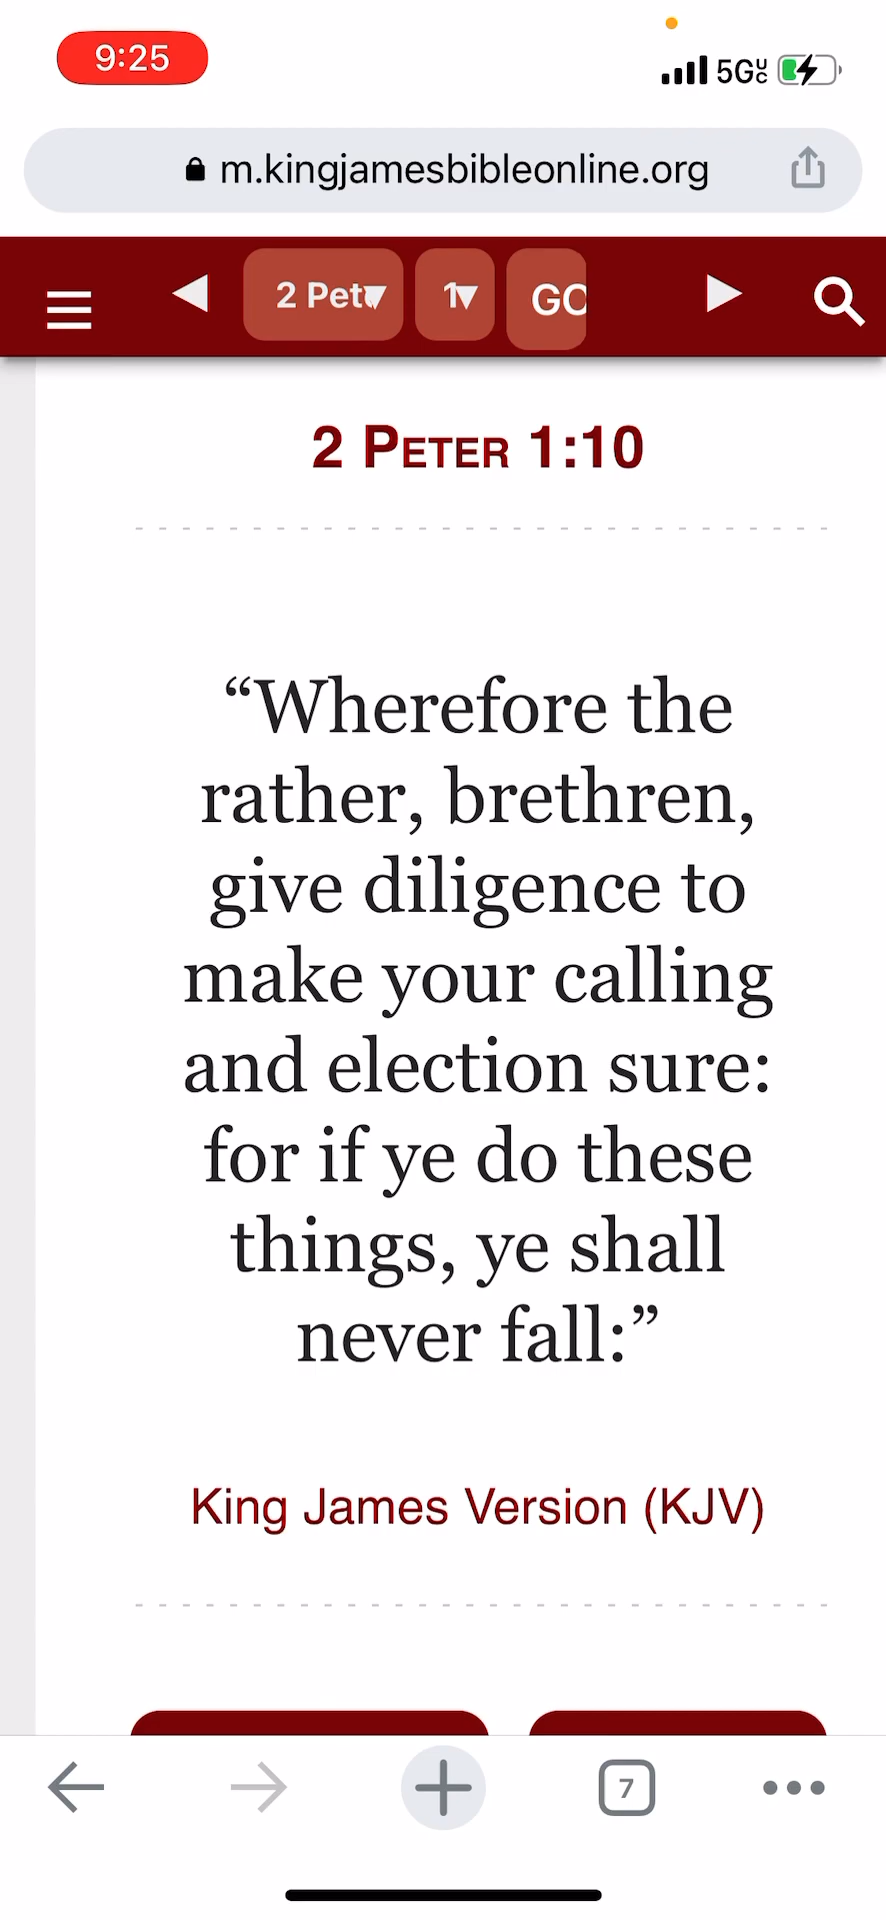 9:25
5G UC
m.kingjamesbibleonline.org
2 Pet
1
GO
2 PETER 1:10
“Wherefore the
rather, brethren,
give diligence to
make your calling
and election sure:
for if ye do these
things, ye shall
never fall:”
King James Version (KJV)
7